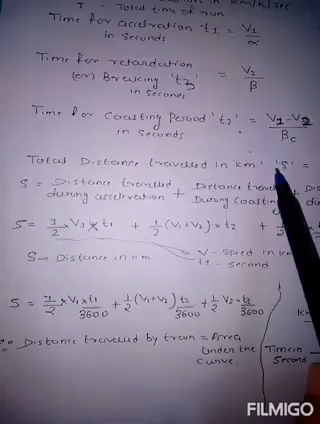 T = Total time of run
Time for acceleration 't1 = V1/α
in seconds
Time for retardation
(or) Breaking 't3' = V2/β
in seconds
Time for Coasting Period 't2' = V1-V2/βc
in seconds
Total Distance travelled in 'km' 'S' =
S = Distance travelled during acceleration + Distance during Coasting +
S = 1/2 × V1 × t1 + 1/2 (V1+V2) × t2 + 1/2
S → Distance in km
V - Speed in km
t1 - second
S = 1/2 × V1 × t1/3600 + 1/2 (V1+V2) t2/3600 + 1/2 V2 × t3/3600
∴ Distance travelled by train = Area
under the
curve.
Time in
Second
FILMIGO